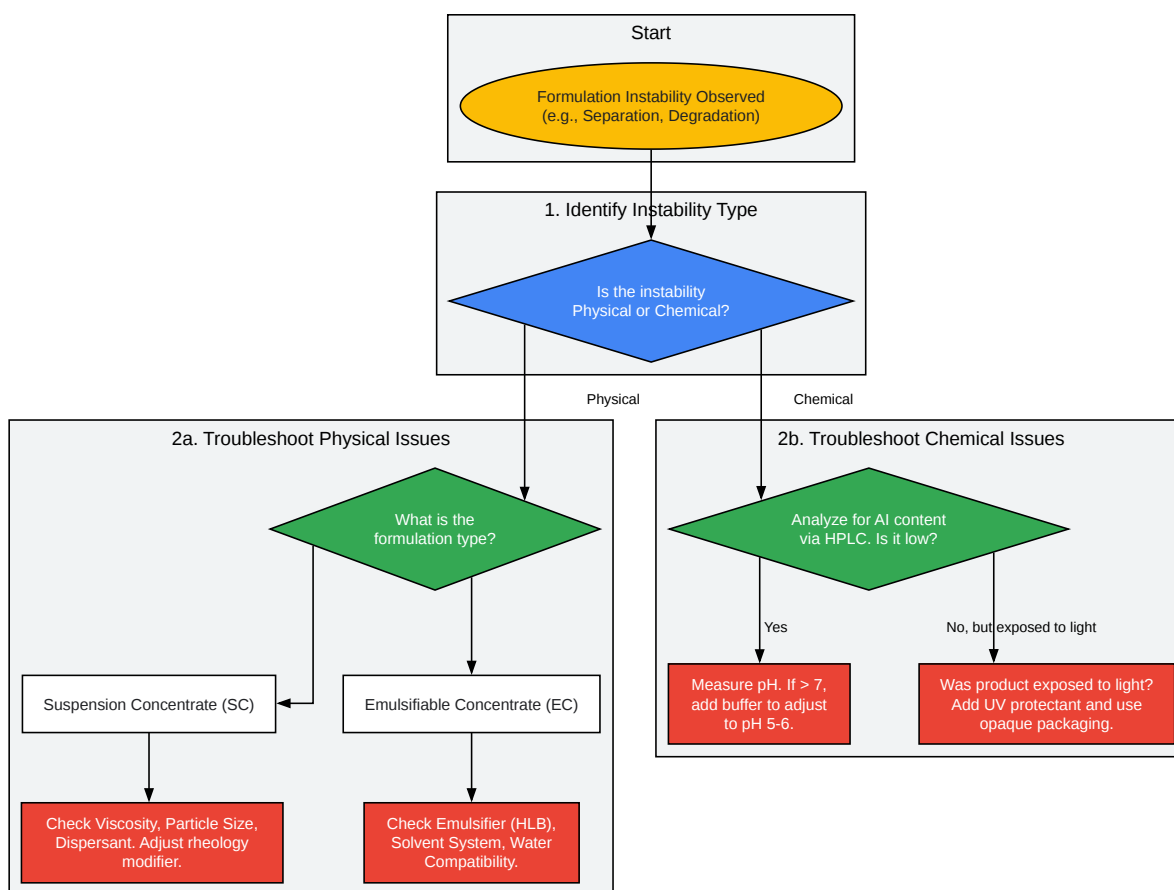 Start
Formulation Instability Observed
(e.g., Separation, Degradation)
1. Identify Instability Type
Is the instability
Physical or Chemical?
Physical
Chemical
2a. Troubleshoot Physical Issues
What is the
formulation type?
Suspension Concentrate (SC)
Emulsifiable Concentrate (EC)
Check Viscosity, Particle Size,
Dispersant. Adjust rheology
modifier.
Check Emulsifier (HLB),
Solvent System, Water
Compatibility.
2b. Troubleshoot Chemical Issues
Analyze for AI content
via HPLC. Is it low?
Yes
No, but exposed to light
Measure pH. If > 7,
add buffer to adjust
to pH 5-6.
Was product exposed to light?
Add UV protectant and use
opaque packaging.